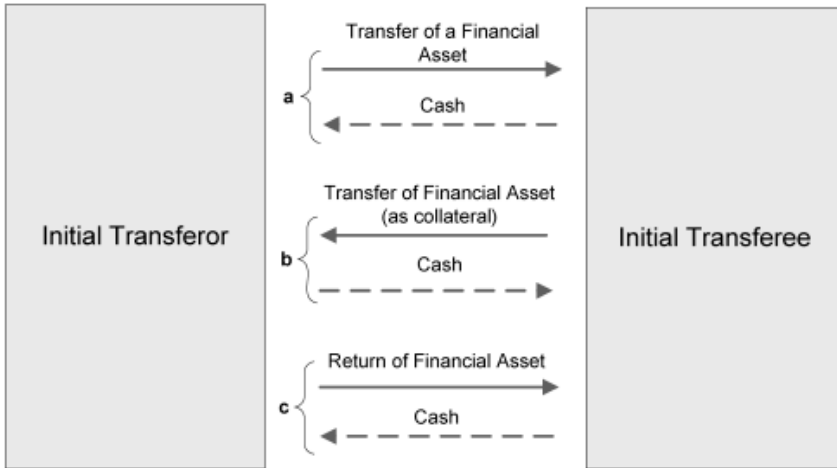 Transfer of a Financial
Asset
a
Cash
Initial Transferor
Transfer of Financial Asset
(as collateral)
b
Cash
Initial Transferee
Return of Financial Asset
c
Cash